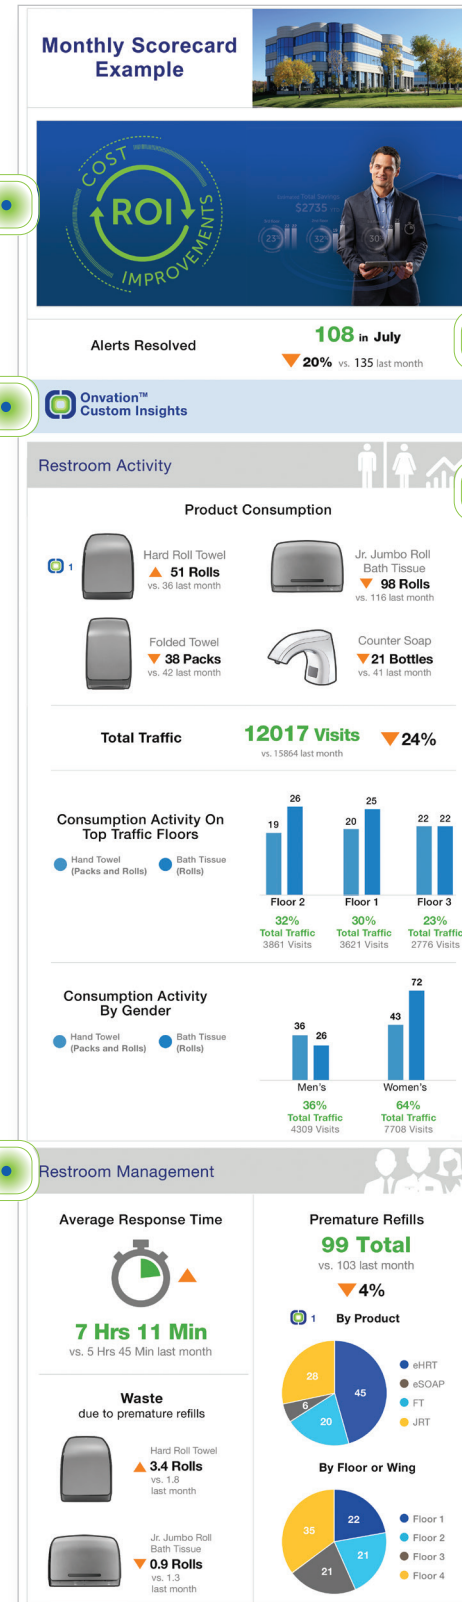 Monthly Scorecard
Example
COST
ROI
IMPROVEMENTS
$2735
23
32
30
Alerts Resolved
108 in July
20% vs. 135 last month
Onvation™
Custom Insights
Restroom Activity
Product Consumption
1
Hard Roll Towel
51 Rolls
vs. 36 last month
Jr. Jumbo Roll
Bath Tissue
98 Rolls
vs. 116 last month
Folded Towel
38 Packs
vs. 42 last month
Counter Soap
21 Bottles
vs. 41 last month
Total Traffic
12017 Visits
24%
vs. 15864 last month
Consumption Activity On
Top Traffic Floors
Hand Towel
(Packs and Rolls)
Bath Tissue
(Rolls)
19 26
20 25
22 22
Floor 2 Floor 1 Floor 3
32% 30% 23%
Total Traffic Total Traffic Total Traffic
3861 Visits 3621 Visits 2776 Visits
Consumption Activity
By Gender
Hand Towel
(Packs and Rolls)
Bath Tissue
(Rolls)
36 26
43 72
Men's Women's
36% 64%
Total Traffic Total Traffic
4309 Visits 7708 Visits
Restroom Management
Average Response Time
7 Hrs 11 Min
vs. 5 Hrs 45 Min last month
Waste
due to premature refills
Hard Roll Towel
3.4 Rolls
vs. 1.8
last month
Jr. Jumbo Roll
Bath Tissue
0.9 Rolls
vs. 1.3
last month
Premature Refills
99 Total
vs. 103 last month
4%
1 By Product
28
45
6
20
eHRT
eSOAP
FT
JRT
By Floor or Wing
35
22
21
21
Floor 1
Floor 2
Floor 3
Floor 4